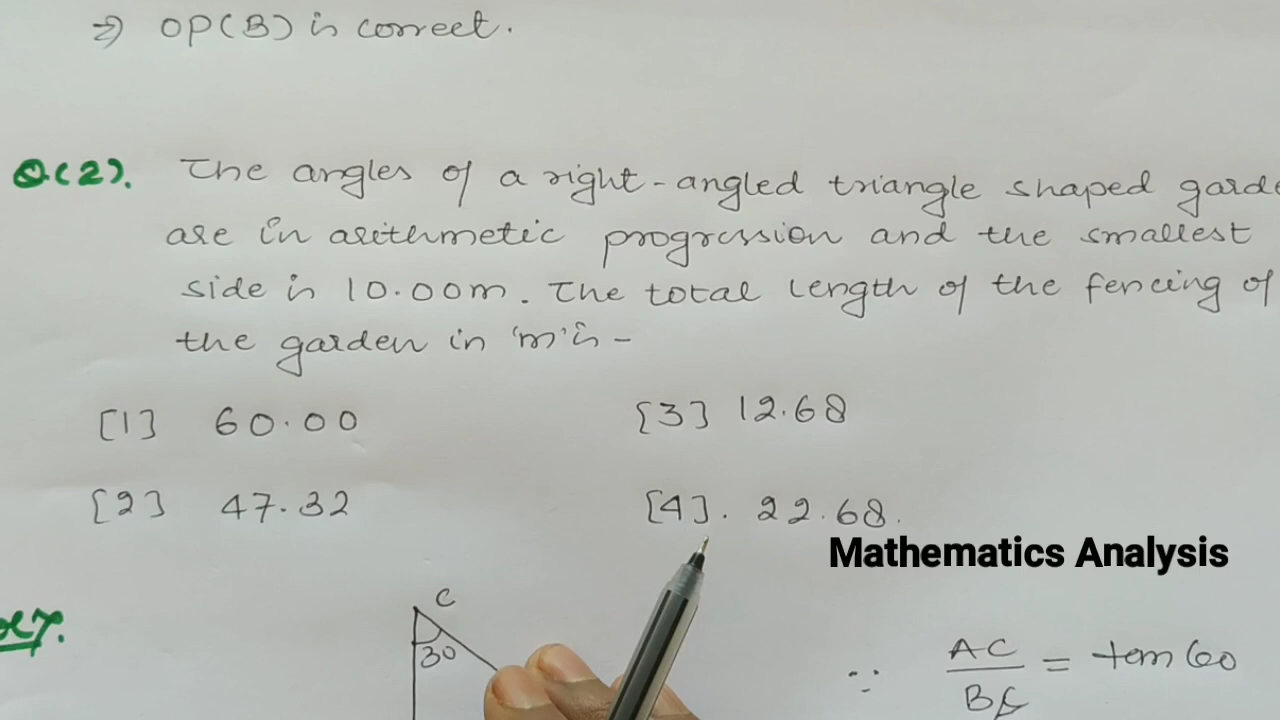 ⇒ OP(B) is correct.
Q(2). The angles of a right-angled triangle shaped garde
are in arithmetic progression and the smallest
side is 10.00m. The total length of the fencing of
the garden in 'm' is -
[1] 60.00 [3] 12.68
[2] 47.32 [4]. 22.68.
Mathematics Analysis
C
30
∵ AC/BC = tan 60